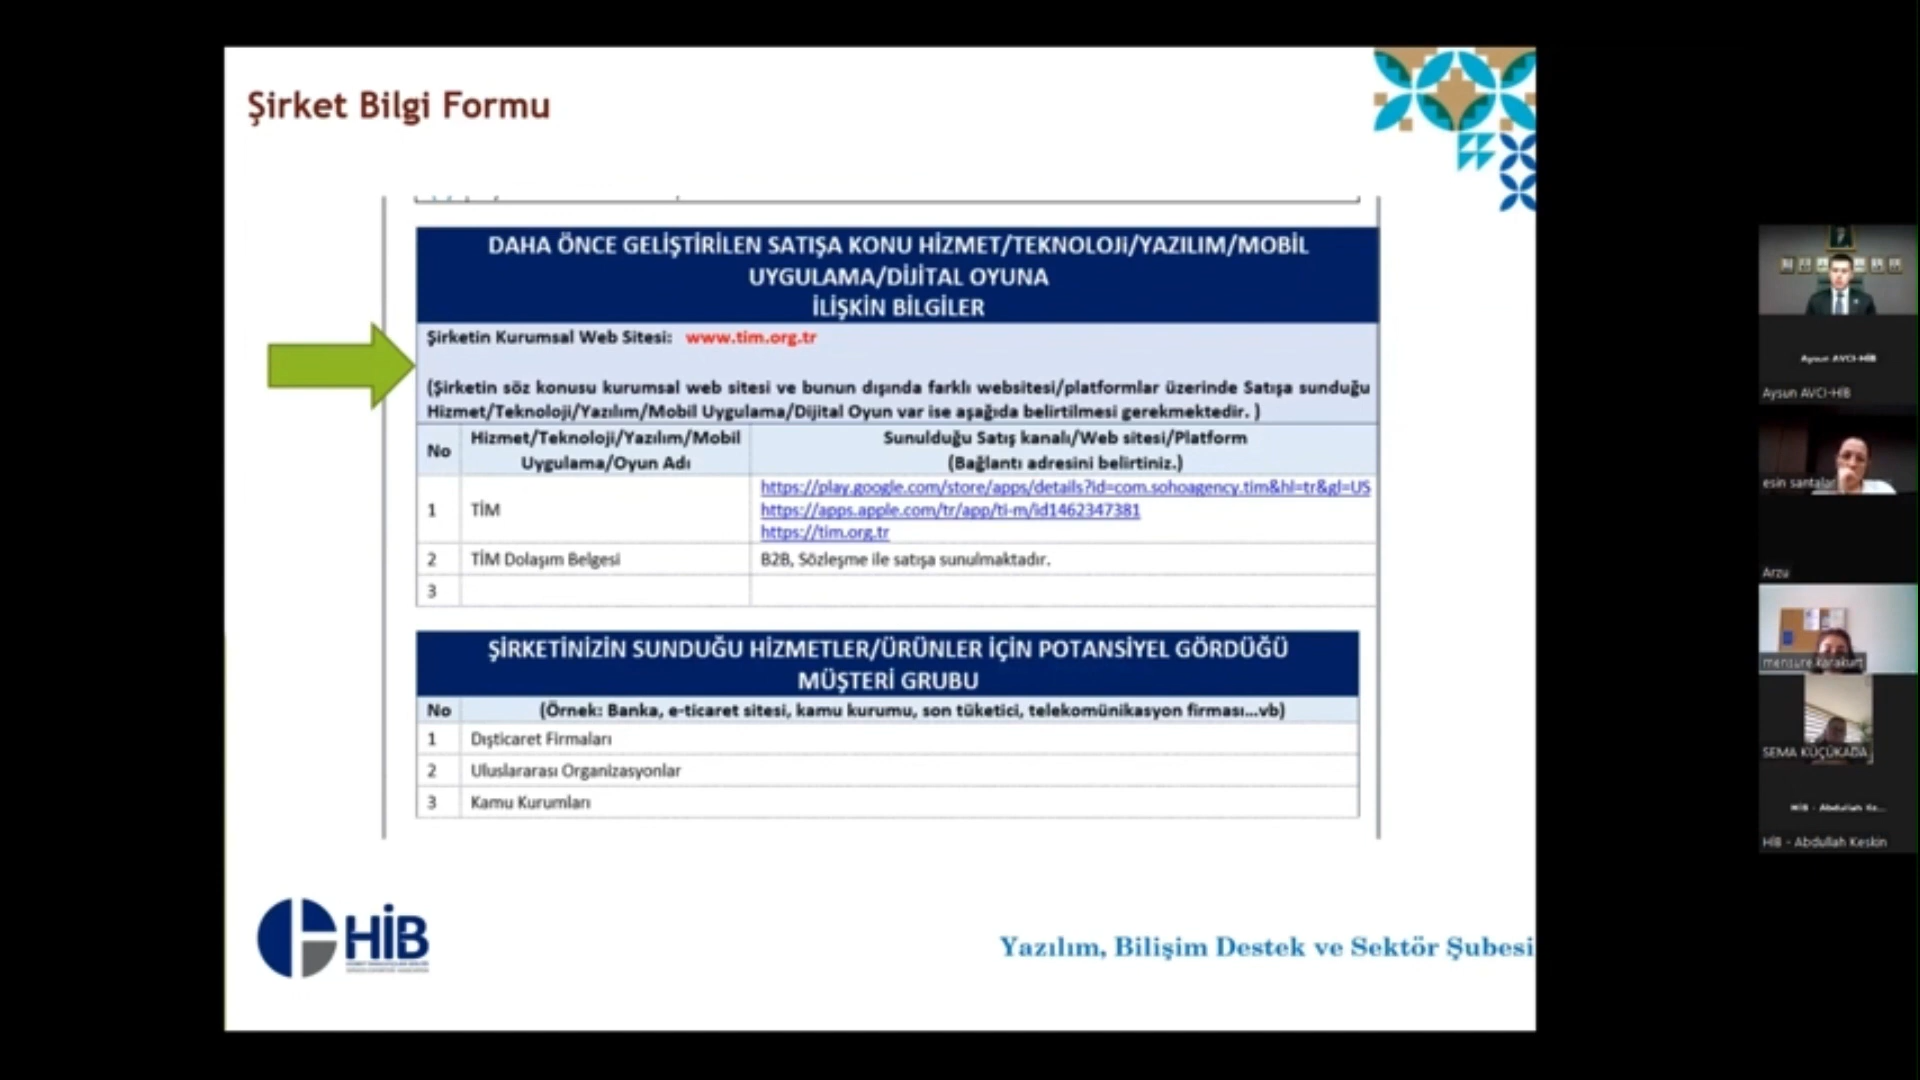 Şirket Bilgi Formu
DAHA ÖNCE GELİŞTİRİLEN SATIŞA KONU HİZMET/TEKNOLOJi/YAZILIM/MOBİL
UYGULAMA/DİJİTAL OYUNA
İLİŞKİN BİLGİLER
Şirketin Kurumsal Web Sitesi: www.tim.org.tr
(Şirketin söz konusu kurumsal web sitesi ve bunun dışında farklı websitesi/platformlar üzerinde Satışa sunduğu
Hizmet/Teknoloji/Yazılım/Mobil Uygulama/Dijital Oyun var ise aşağıda belirtilmesi gerekmektedir. )
No
Hizmet/Teknoloji/Yazılım/Mobil
Uygulama/Oyun Adı
Sunulduğu Satış kanalı/Web sitesi/Platform
(Bağlantı adresini belirtiniz.)
1 TİM
https://play.google.com/store/apps/details?id=com.sohoagency.tim&hl=tr&gl=US
https://apps.apple.com/tr/app/ti-m/id1462347381
https://tim.org.tr
2 TİM Dolaşım Belgesi B2B, Sözleşme ile satışa sunulmaktadır.
3
ŞİRKETİNİZİN SUNDUĞU HİZMETLER/ÜRÜNLER İÇİN POTANSİYEL GÖRDÜĞÜ
MÜŞTERİ GRUBU
No (Örnek: Banka, e-ticaret sitesi, kamu kurumu, son tüketici, telekomünikasyon firması...vb)
1 Dışticaret Firmaları
2 Uluslararası Organizasyonlar
3 Kamu Kurumları
HİB
Yazılım, Bilişim Destek ve Sektör Şubesi
Aysun AVCI-HİB
Aysun AVCI-HİB
esin santalar
Arzu
mensure.karakurt
SEMA KÜÇÜKADA
HİB - Abdullah Ke...
HİB - Abdullah Keskin